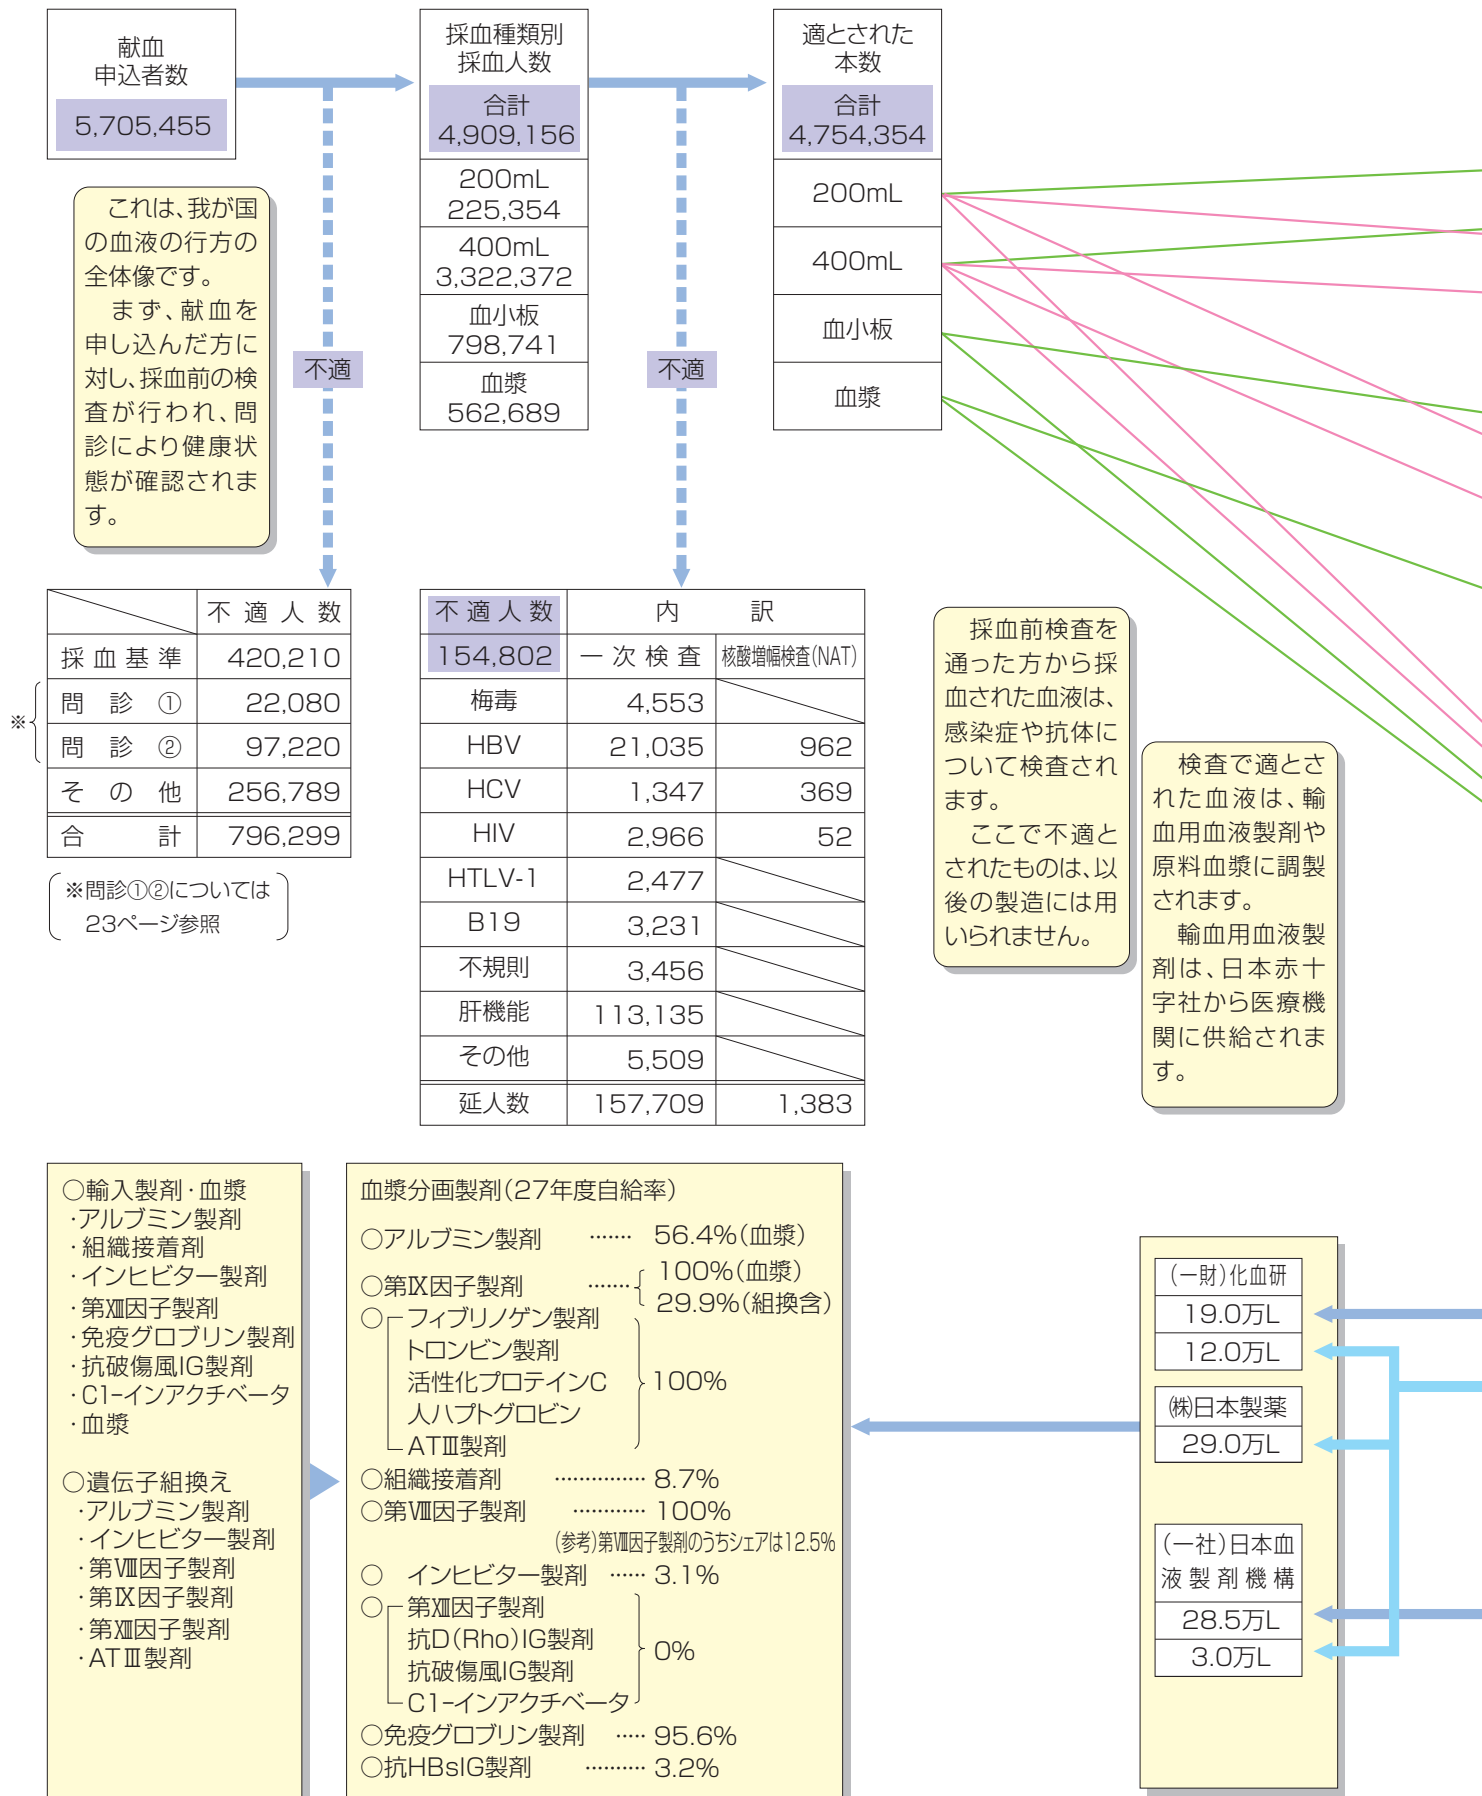 献血
申込者数
5,705,455
採血種類別
採血人数
合計
4,909,156
200mL
225,354
400mL
3,322,372
血小板
798,741
血漿
562,689
適とされた
本数
合計
4,754,354
200mL
400mL
血小板
血漿
これは、我が国
の血液の行方の
全体像です。
まず、献血を
申し込んだ方に
対し、採血前の検
査が行われ、問
診により健康状
態が確認されま
す。
不適
不適
不適人数
採血基準 420,210
※
問診① 22,080
問診② 97,220
その他 256,789
合計 796,299
※問診①②については
23ページ参照
不適人数 内訳
154,802 一次検査 核酸増幅検査(NAT)
梅毒 4,553
HBV 21,035 962
HCV 1,347 369
HIV 2,966 52
HTLV-1 2,477
B19 3,231
不規則 3,456
肝機能 113,135
その他 5,509
延人数 157,709 1,383
採血前検査を
通った方から採
血された血液は、
感染症や抗体に
ついて検査され
ます。
ここで不適と
されたものは、以
後の製造には用
いられません。
検査で適とさ
れた血液は、輸
血用血液製剤や
原料血漿に調製
されます。
輸血用血液製
剤は、日本赤十
字社から医療機
関に供給されま
す。
○輸入製剤・血漿
・アルブミン製剤
・組織接着剤
・インヒビター製剤
・第ⅩⅢ因子製剤
・免疫グロブリン製剤
・抗破傷風IG製剤
・C1-インアクチベータ
・血漿
○遺伝子組換え
・アルブミン製剤
・インヒビター製剤
・第Ⅷ因子製剤
・第Ⅸ因子製剤
・第ⅩⅢ因子製剤
・ATⅢ製剤
血漿分画製剤(27年度自給率)
○アルブミン製剤 ……. 56.4%(血漿)
○第Ⅸ因子製剤 ……. 100%(血漿)
29.9%(組換含)
○フィブリノゲン製剤
トロンビン製剤
活性化プロテインC 100%
人ハプトグロビン
ATⅢ製剤
○組織接着剤 …………… 8.7%
○第Ⅷ因子製剤 ………… 100%
(参考)第Ⅷ因子製剤のうちシェアは12.5%
○ インヒビター製剤 …… 3.1%
○第ⅩⅢ因子製剤
抗D(Rho)IG製剤
0%
抗破傷風IG製剤
C1-インアクチベータ
○免疫グロブリン製剤 ….. 95.6%
○抗HBsIG製剤 ………. 3.2%
(一財)化血研
19.0万L
12.0万L
㈱日本製薬
29.0万L
(一社)日本血
液製剤機構
28.5万L
3.0万L